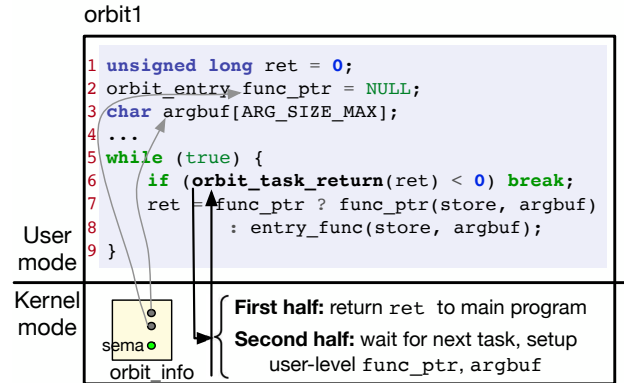 orbit1
1 unsigned long ret = 0;
2 orbit_entry func_ptr = NULL;
3 char argbuf[ARG_SIZE_MAX];
4 ...
5 while (true) {
6 if (orbit_task_return(ret) < 0) break;
7 ret = func_ptr ? func_ptr(store, argbuf)
8 : entry_func(store, argbuf);
9 }
User
mode
Kernel
mode
sema
orbit_info
First half: return ret to main program
Second half: wait for next task, setup
user-level func_ptr, argbuf